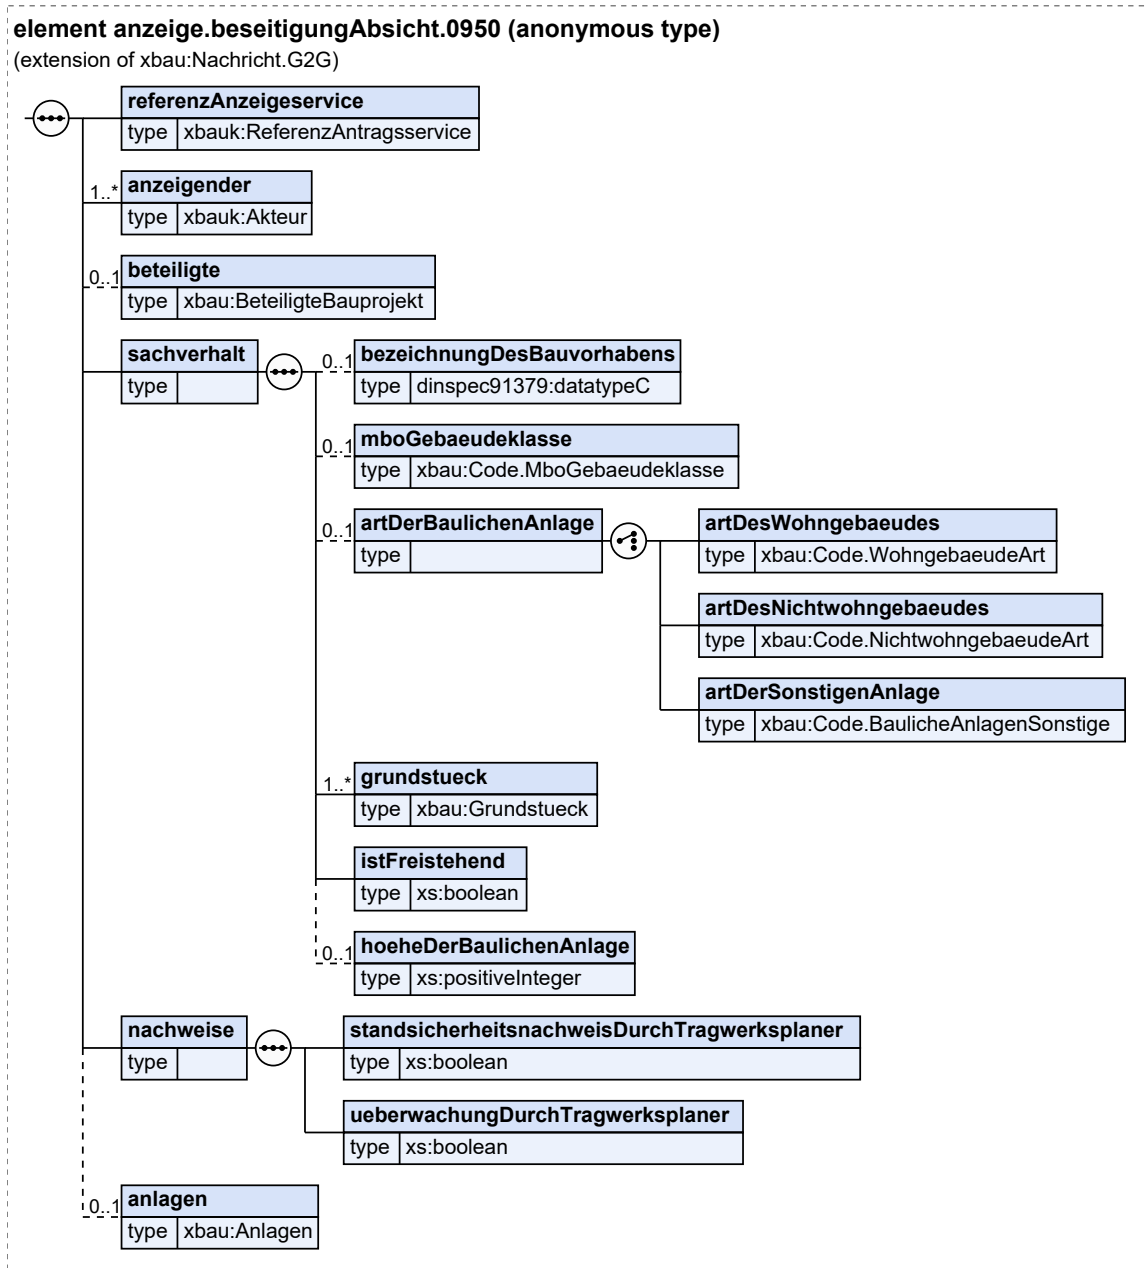 element anzeige.beseitigungAbsicht.0950 (anonymous type)
(extension of xbau:Nachricht.G2G)
referenzAnzeigeservice
type xbauk:ReferenzAntragsservice
1..* anzeigender
type xbauk:Akteur
0..1 beteiligte
type xbau:BeteiligteBauprojekt
sachverhalt
type
0..1 bezeichnungDesBauvorhabens
type dinspec91379:datatypeC
0..1 mboGebaeudeklasse
type xbau:Code.MboGebaeudeklasse
0..1 artDerBaulichenAnlage
type
artDesWohngebaeudes
type xbau:Code.WohngebaeudeArt
artDesNichtwohngebaeudes
type xbau:Code.NichtwohngebaeudeArt
artDerSonstigenAnlage
type xbau:Code.BaulicheAnlagenSonstige
1..* grundstueck
type xbau:Grundstueck
istFreistehend
type xs:boolean
0..1 hoeheDerBaulichenAnlage
type xs:positiveInteger
nachweise
type
standsicherheitsnachweisDurchTragwerksplaner
type xs:boolean
ueberwachungDurchTragwerksplaner
type xs:boolean
0..1 anlagen
type xbau:Anlagen